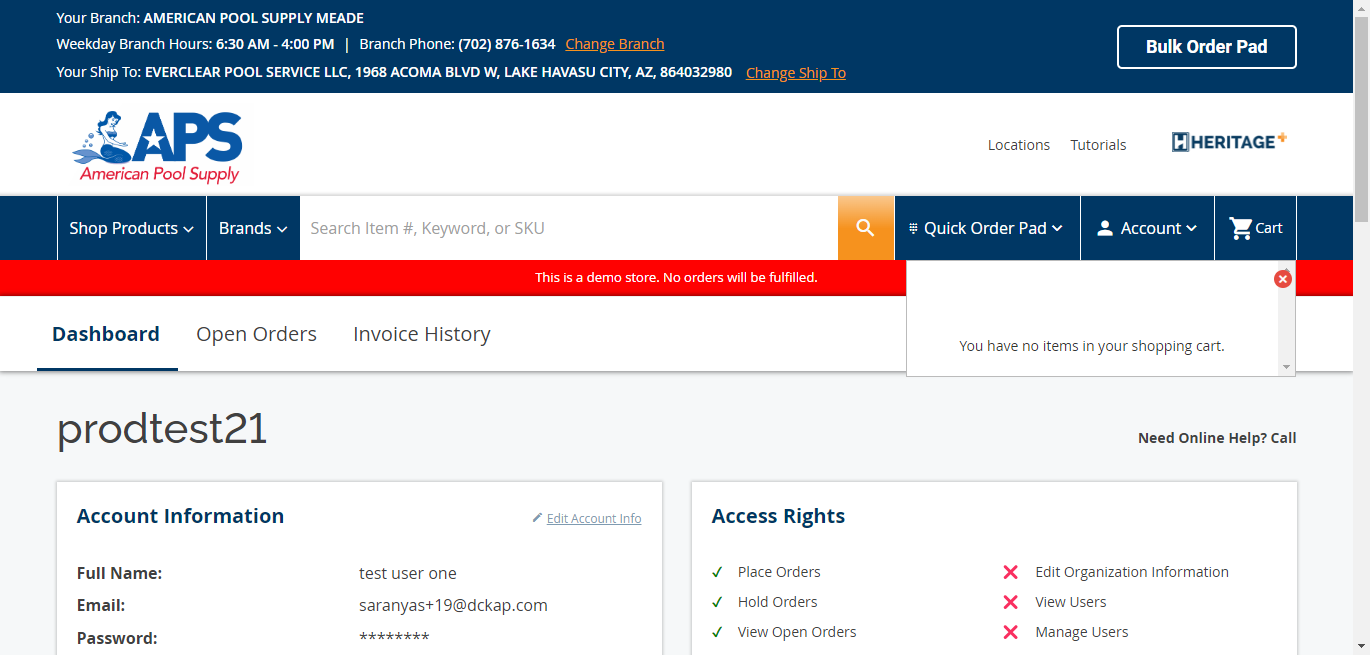 Your Branch: AMERICAN POOL SUPPLY MEADE
Weekday Branch Hours: 6:30 AM - 4:00 PM | Branch Phone: (702) 876-1634 Change Branch
Your Ship To: EVERCLEAR POOL SERVICE LLC, 1968 ACOMA BLVD W, LAKE HAVASU CITY, AZ, 864032980 Change Ship To
Bulk Order Pad
APS
American Pool Supply
Locations Tutorials HERITAGE+
Shop Products Brands Search Item #, Keyword, or SKU Quick Order Pad Account Cart
This is a demo store. No orders will be fulfilled.
Dashboard Open Orders Invoice History
You have no items in your shopping cart.
prodtest21
Need Online Help? Call
Account Information Edit Account Info
Full Name: test user one
Email: saranyas+19@dckap.com
Password: ********
Access Rights
Place Orders Edit Organization Information
Hold Orders View Users
View Open Orders Manage Users